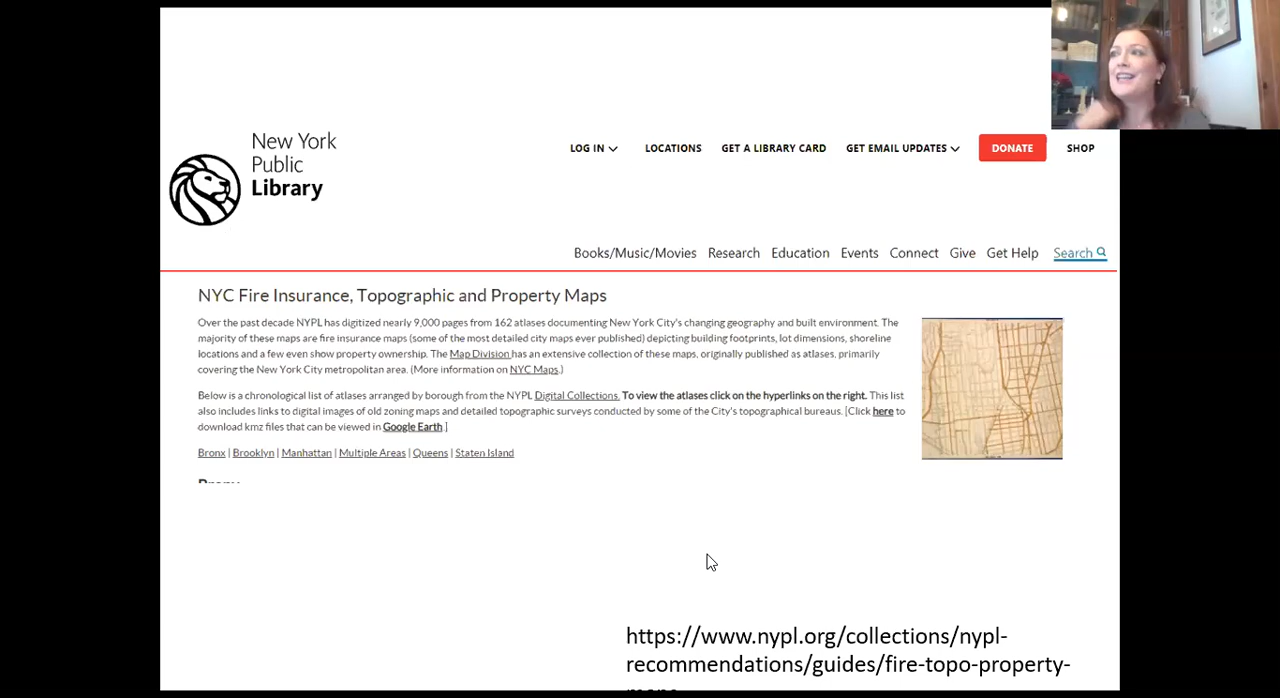 New York
Public
Library
LOG IN
LOCATIONS
GET A LIBRARY CARD
GET EMAIL UPDATES
DONATE
SHOP
Books/Music/Movies
Research
Education
Events
Connect
Give
Get Help
Search
NYC Fire Insurance, Topographic and Property Maps
Over the past decade NYPL has digitized nearly 9,000 pages from 162 atlases documenting New York City's changing geography and built environment. The
majority of these maps are fire insurance maps (some of the most detailed city maps ever published) depicting building footprints, lot dimensions, shoreline
locations and a few even show property ownership. The Map Division has an extensive collection of these maps, originally published as atlases, primarily
covering the New York City metropolitan area. (More information on NYC Maps.)
Below is a chronological list of atlases arranged by borough from the NYPL Digital Collections. To view the atlases click on the hyperlinks on the right. This list
also includes links to digital images of old zoning maps and detailed topographic surveys conducted by some of the City's topographical bureaus. [Click here to
download kmz files that can be viewed in Google Earth.]
Bronx | Brooklyn | Manhattan | Multiple Areas | Queens | Staten Island
https://www.nypl.org/collections/nypl-
recommendations/guides/fire-topo-property-